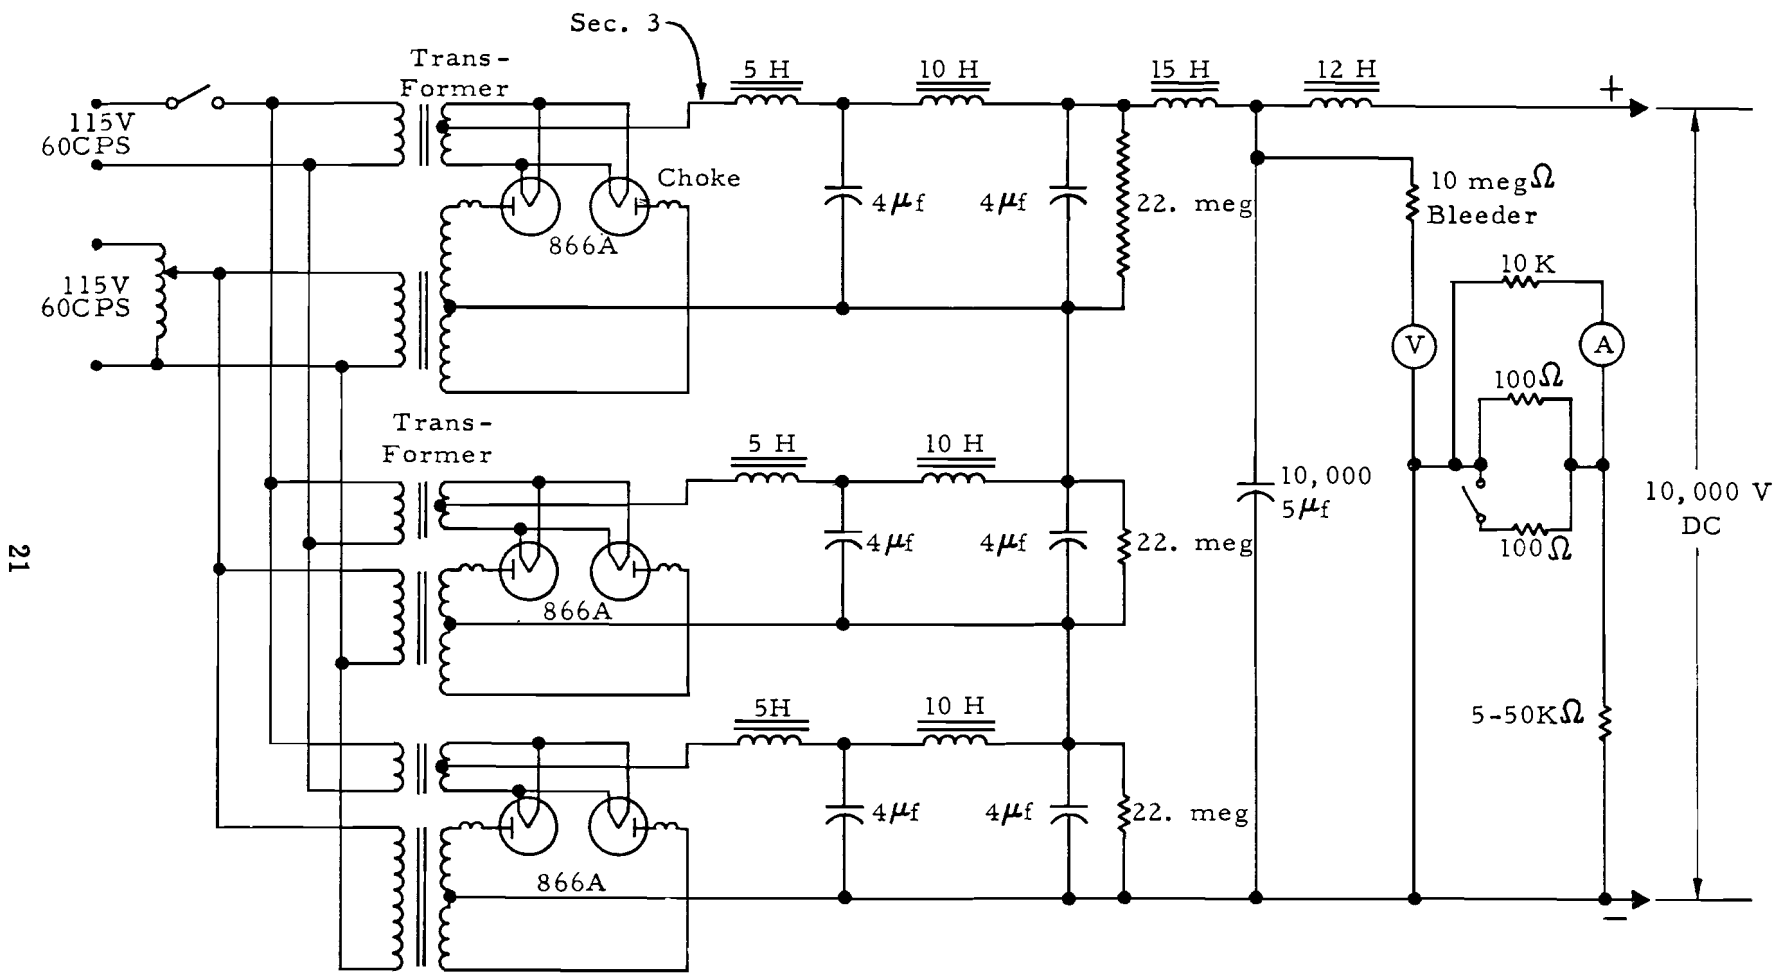 Sec. 3
Trans-
Former
5 H
10 H
15 H
12 H
+
115V
60CPS
Choke
866A
4μf
4μf
22. meg
10 megΩ
Bleeder
115V
60CPS
10 K
V
A
100Ω
Trans-
Former
5 H
10 H
10,000
5μf
10,000 V
DC
4μf
4μf
22. meg
100Ω
866A
21
5H
10 H
5-50KΩ
4μf
4μf
22. meg
866A
−